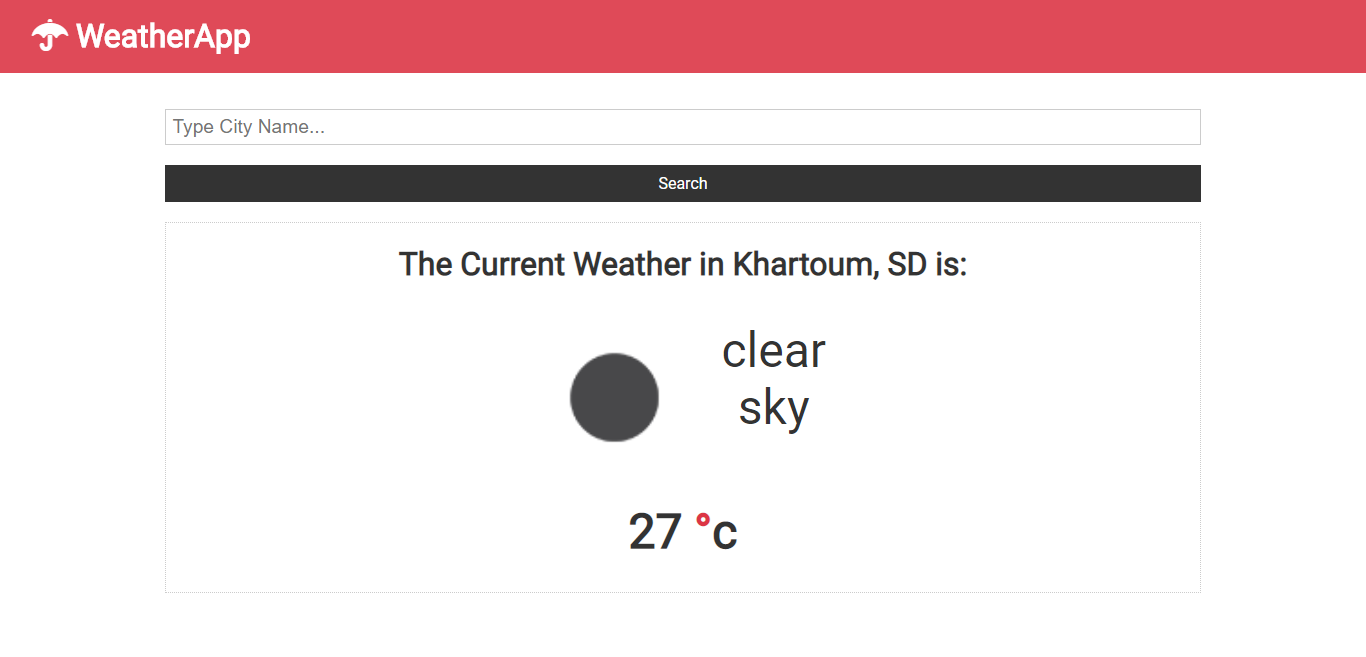 WeatherApp
Type City Name...
Search
The Current Weather in Khartoum, SD is:
clear
sky
27 °c